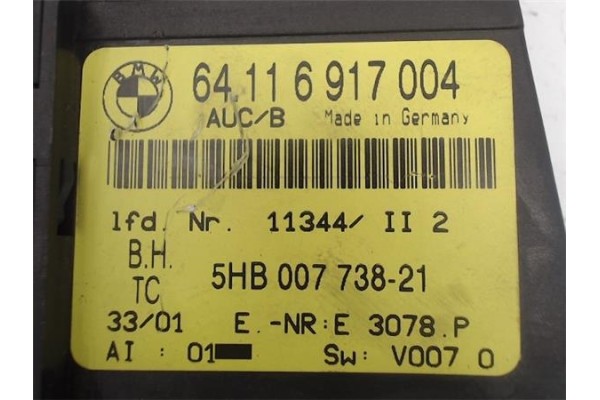 BMW
64.11 6 917 004
AUC/B Made in Germany
lfd. Nr. 11344/ II 2
B.H.
TC 5HB 007 738-21
33/01 E.-NR:E 3078.P
AI : 01 Sw: V007 0